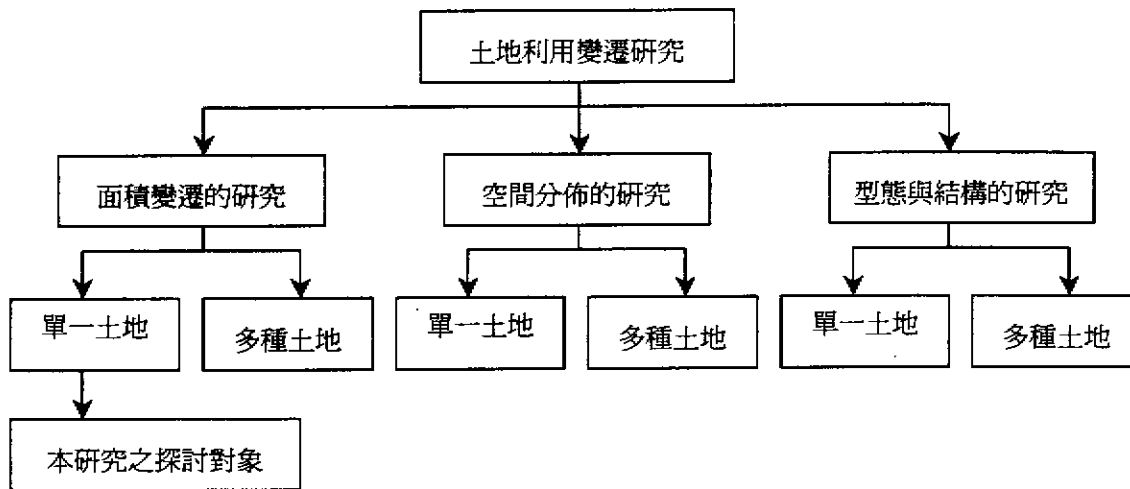 土地利用變遷研究
面積變遷的研究
空間分佈的研究
型態與結構的研究
單一土地
多種土地
單一土地
多種土地
單一土地
多種土地
本研究之探討對象